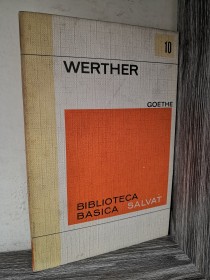 10
WERTHER
GOETHE
BIBLIOTECA
BASICA SALVAT